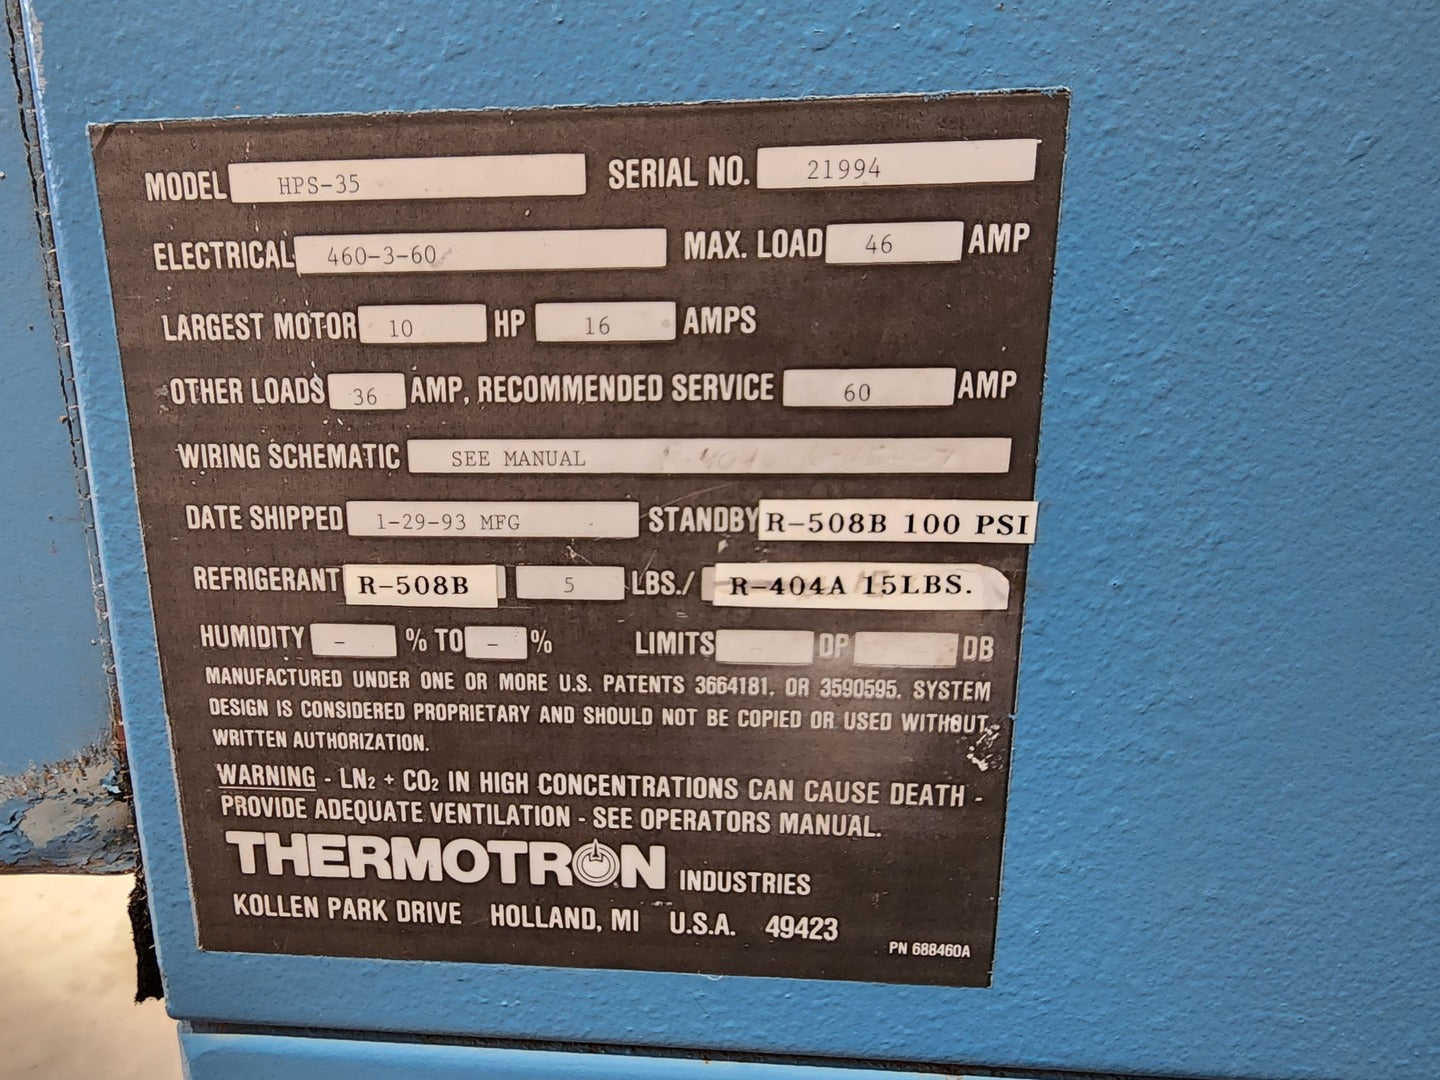 MODEL HPS-35 SERIAL NO. 21994
ELECTRICAL 460-3-60 MAX. LOAD 46 AMP
LARGEST MOTOR 10 HP 16 AMPS
OTHER LOADS 36 AMP, RECOMMENDED SERVICE 60 AMP
WIRING SCHEMATIC SEE MANUAL
DATE SHIPPED 1-29-93 MFG STANDBY R-508B 100 PSI
REFRIGERANT R-508B 5 LBS./ R-404A 15LBS.
HUMIDITY - % TO - % LIMITS - DP DB
MANUFACTURED UNDER ONE OR MORE U.S. PATENTS 3664181, OR 3590595. SYSTEM
DESIGN IS CONSIDERED PROPRIETARY AND SHOULD NOT BE COPIED OR USED WITHOUT
WRITTEN AUTHORIZATION.
WARNING - LN₂ + CO₂ IN HIGH CONCENTRATIONS CAN CAUSE DEATH -
PROVIDE ADEQUATE VENTILATION - SEE OPERATORS MANUAL.
THERMOTRON INDUSTRIES
KOLLEN PARK DRIVE HOLLAND, MI U.S.A. 49423
PN 688460A